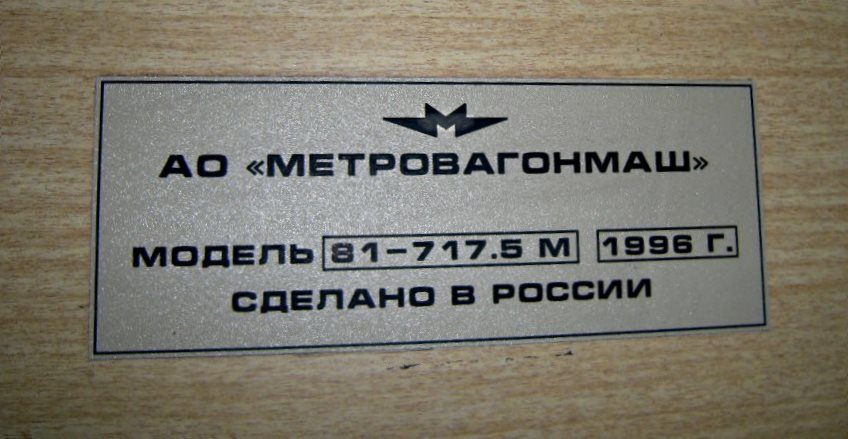 АО «МЕТРОВАГОНМАШ»
МОДЕЛЬ 81-717.5 М 1996 Г.
СДЕЛАНО В РОССИИ